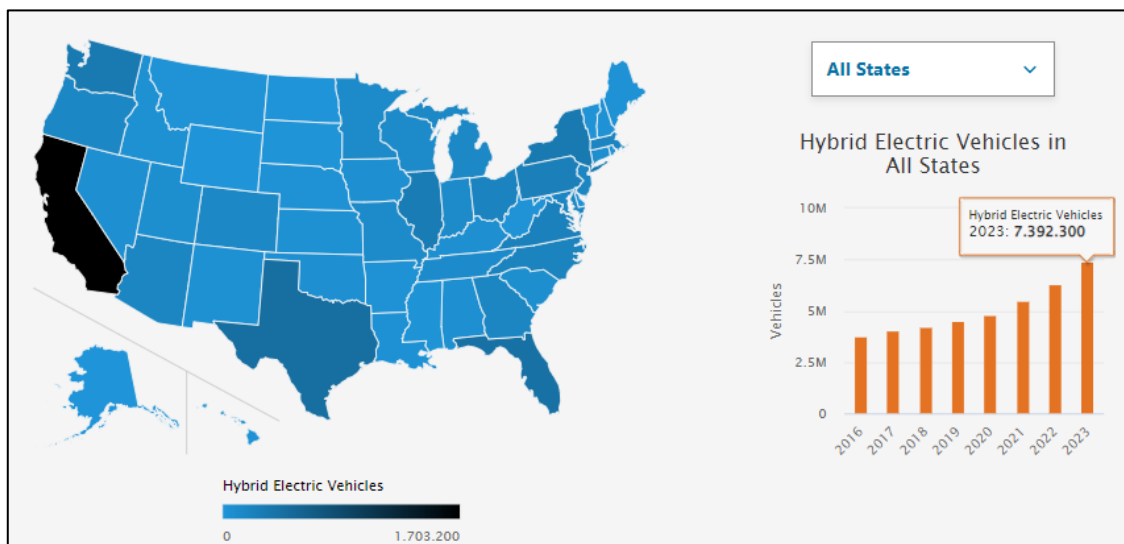 All States
Hybrid Electric Vehicles in
All States
10M
Hybrid Electric Vehicles
2023: 7.392.300
7.5M
5M
2.5M
0
Vehicles
2016
2017
2018
2019
2020
2021
2022
2023
Hybrid Electric Vehicles
0
1.703.200